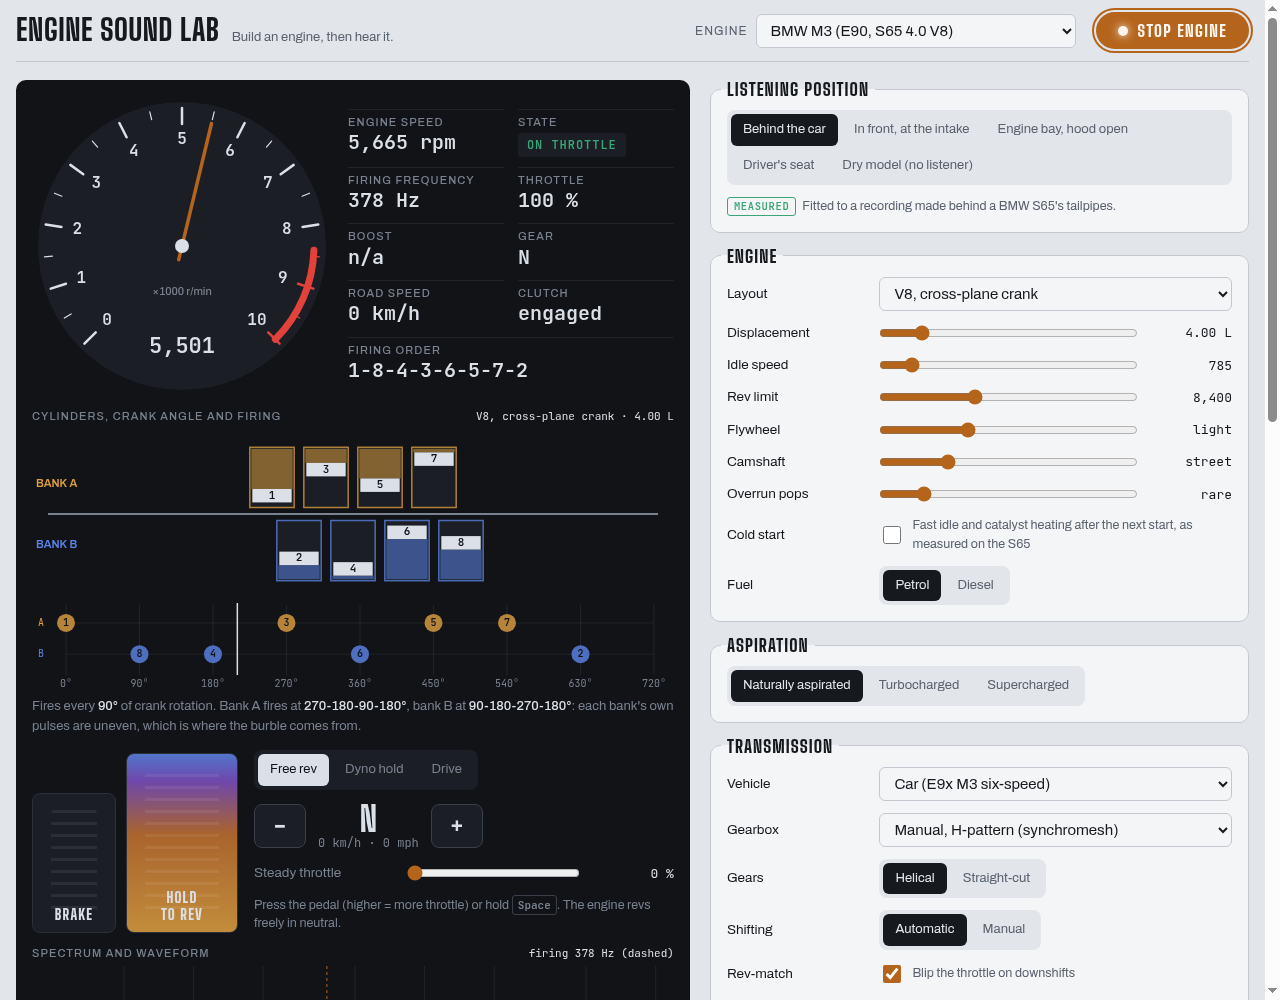 ENGINE SOUND LAB
Build an engine, then hear it.
ENGINE
BMW M3 (E90, S65 4.0 V8)
STOP ENGINE
0
1
2
3
4
5
6
7
8
9
10
×1000 r/min
5,501
ENGINE SPEED
5,665 rpm
STATE
ON THROTTLE
FIRING FREQUENCY
378 Hz
THROTTLE
100 %
BOOST
n/a
GEAR
N
ROAD SPEED
0 km/h
CLUTCH
engaged
FIRING ORDER
1-8-4-3-6-5-7-2
CYLINDERS, CRANK ANGLE AND FIRING
V8, cross-plane crank · 4.00 L
BANK A
1
3
5
7
BANK B
2
4
6
8
A
1
3
5
7
B
8
4
6
2
0°
90°
180°
270°
360°
450°
540°
630°
720°
Fires every 90° of crank rotation. Bank A fires at 270-180-90-180°, bank B at 90-180-270-180°: each bank's own
pulses are uneven, which is where the burble comes from.
BRAKE
HOLD
TO REV
Free rev
Dyno hold
Drive
−
N
0 km/h · 0 mph
+
Steady throttle
0 %
Press the pedal (higher = more throttle) or hold Space. The engine revs
freely in neutral.
SPECTRUM AND WAVEFORM
firing 378 Hz (dashed)
LISTENING POSITION
Behind the car
In front, at the intake
Engine bay, hood open
Driver's seat
Dry model (no listener)
MEASURED
Fitted to a recording made behind a BMW S65's tailpipes.
ENGINE
Layout
V8, cross-plane crank
Displacement
4.00 L
Idle speed
785
Rev limit
8,400
Flywheel
light
Camshaft
street
Overrun pops
rare
Cold start
Fast idle and catalyst heating after the next start, as
measured on the S65
Fuel
Petrol
Diesel
ASPIRATION
Naturally aspirated
Turbocharged
Supercharged
TRANSMISSION
Vehicle
Car (E9x M3 six-speed)
Gearbox
Manual, H-pattern (synchromesh)
Gears
Helical
Straight-cut
Shifting
Automatic
Manual
Rev-match
Blip the throttle on downshifts